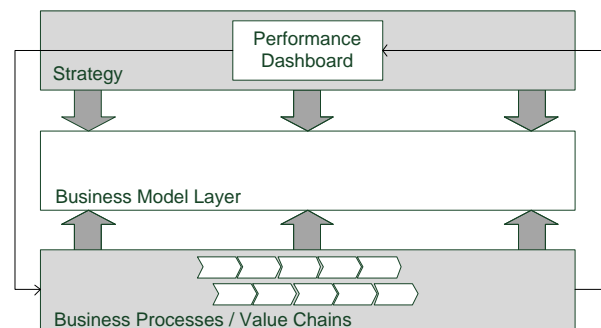 Performance
Dashboard
Strategy
Business Model Layer
Business Processes / Value Chains